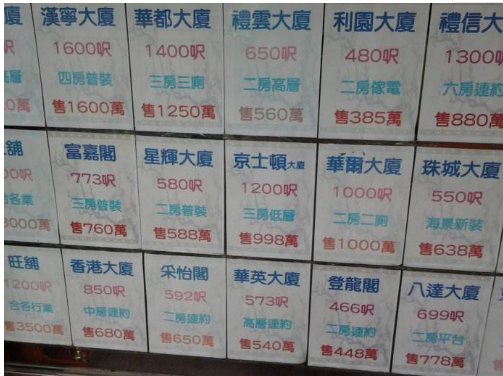 廈
漢寧大廈
1600呎
四房普裝
售1600萬
華都大廈
1400呎
三房三廁
售1250萬
禮雲大廈
650呎
二房高層
售560萬
利園大廈
480呎
二房傢電
售385萬
禮信大
1300
六房連約
售880萬
富嘉閣
773呎
三房普裝
售760萬
星輝大廈
580呎
二房普裝
售588萬
京士頓大廈
1200呎
三房低層
售998萬
華爾大廈
1000呎
二房二廁
售1000萬
珠城大廈
550呎
海景新裝
售638萬
旺舖
1200呎
合各行業
售3500萬
香港大廈
850呎
中層連約
售680萬
采怡閣
592呎
二房連約
售650萬
華英大廈
573呎
高層連約
售540萬
登龍閣
466呎
二房連約
售448萬
八達大廈
699呎
二房平台
售778萬